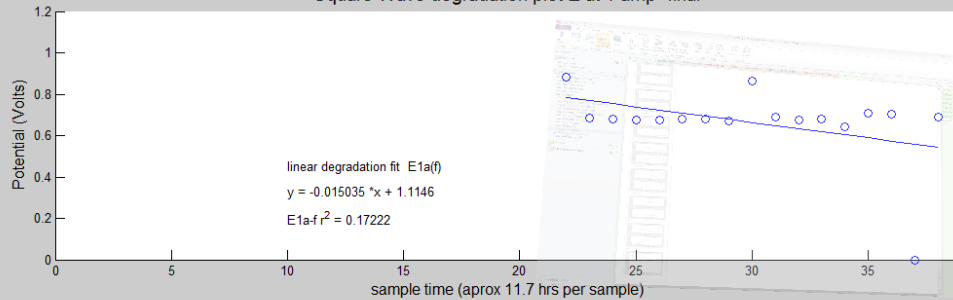 1.2
1
0.8
0.6
0.4
0.2
0
Potential (Volts)
linear degradation fit E1a(f)
y = -0.015035 *x + 1.1146
E1a-f r2 = 0.17222
0 5 10 15 20 25 30 35
sample time (aprox 11.7 hrs per sample)